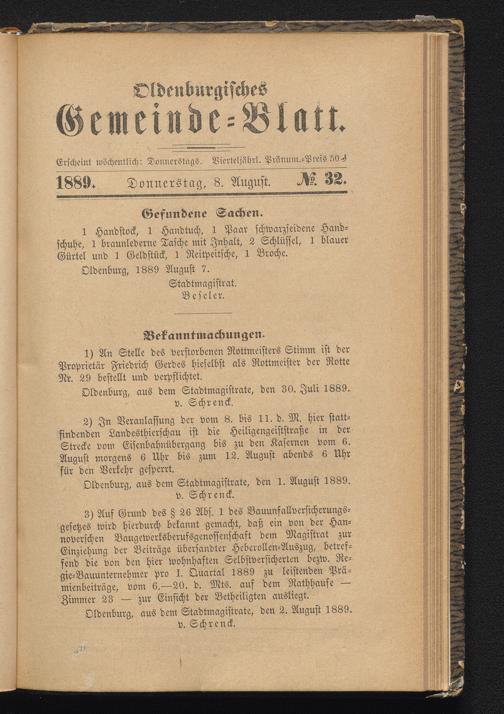 Oldenburgisches
Gemeinde-Blatt.
Erscheint wöchentlich: Donnerstags. Vierteljährl. Pränum.-Preis 50 ₰
1889. Donnerstag, 8. August. № 32.
Gefundene Sachen.
1 Handstock, 1 Handtuch, 1 Paar schwarzseidene Hand-
schuhe, 1 braunlederne Tasche mit Inhalt, 2 Schlüssel, 1 blauer
Gürtel und 1 Geldstück, 1 Reitpeitsche, 1 Broche.
Oldenburg, 1889 August 7.
Stadtmagistrat.
Beseler.
Bekanntmachungen.
1) An Stelle des verstorbenen Rottmeisters Stimm ist der
Proprietär Friedrich Gerdes hieselbst als Rottmeister der Rotte
Nr. 29 bestellt und verpflichtet.
Oldenburg, aus dem Stadtmagistrate, den 30. Juli 1889.
v. Schrenck.
2) In Veranlassung der vom 8. bis 11. d. M. hier statt-
findenden Landesthierschau ist die Heiligengeiststraße in der
Strecke vom Eisenbahnübergang bis zu den Kasernen vom 6.
August morgens 6 Uhr bis zum 12. August abends 6 Uhr
für den Verkehr gesperrt.
Oldenburg, aus dem Stadtmagistrate, den 1. August 1889.
v. Schrenck.
3) Auf Grund des § 26 Abs. 1 des Bauunfallversicherungs-
gesetzes wird hierdurch bekannt gemacht, daß ein von der Han-
noverschen Baugewerksberufsgenossenschaft dem Magistrat zur
Einziehung der Beiträge übersandter Heberollen-Auszug, betref-
fend die von den hier wohnhaften Selbstversicherten bezw. Re-
gie-Bauunternehmer pro I. Quartal 1889 zu leistenden Prä-
mienbeiträge, vom 6.—20. d. Mts. auf dem Rathhause —
Zimmer 23 — zur Einsicht der Betheiligten ausliegt.
Oldenburg, aus dem Stadtmagistrate, den 2. August 1889.
v. Schrenck.